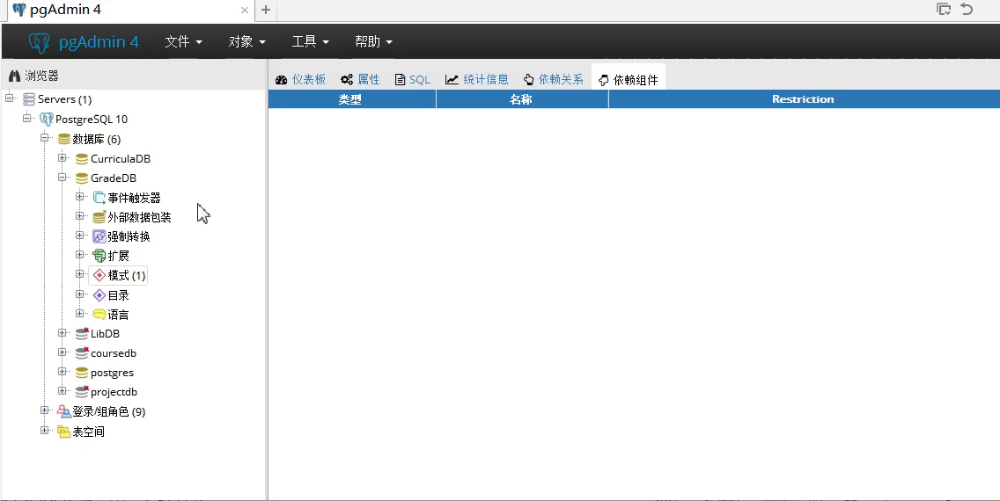 pgAdmin 4
pgAdmin 4 文件 对象 工具 帮助
浏览器
仪表板 属性 SQL 统计信息 依赖关系 依赖组件
类型 名称 Restriction
Servers (1)
PostgreSQL 10
数据库 (6)
CurriculaDB
GradeDB
事件触发器
外部数据包装
强制转换
扩展
模式 (1)
目录
语言
LibDB
coursedb
postgres
projectdb
登录/组角色 (9)
表空间